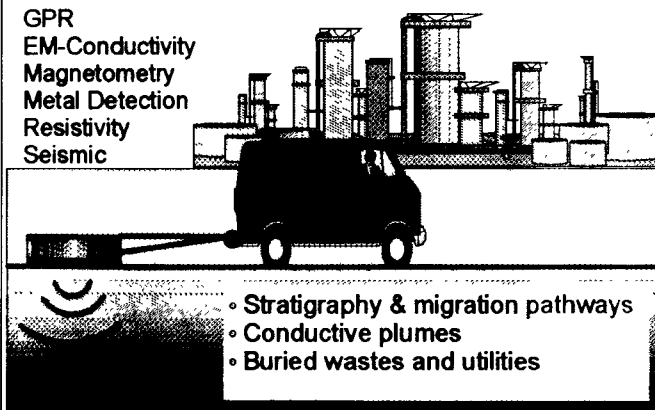 GPR
EM-Conductivity
Magnetometry
Metal Detection
Resistivity
Seismic
◦ Stratigraphy & migration pathways
◦ Conductive plumes
◦ Buried wastes and utilities